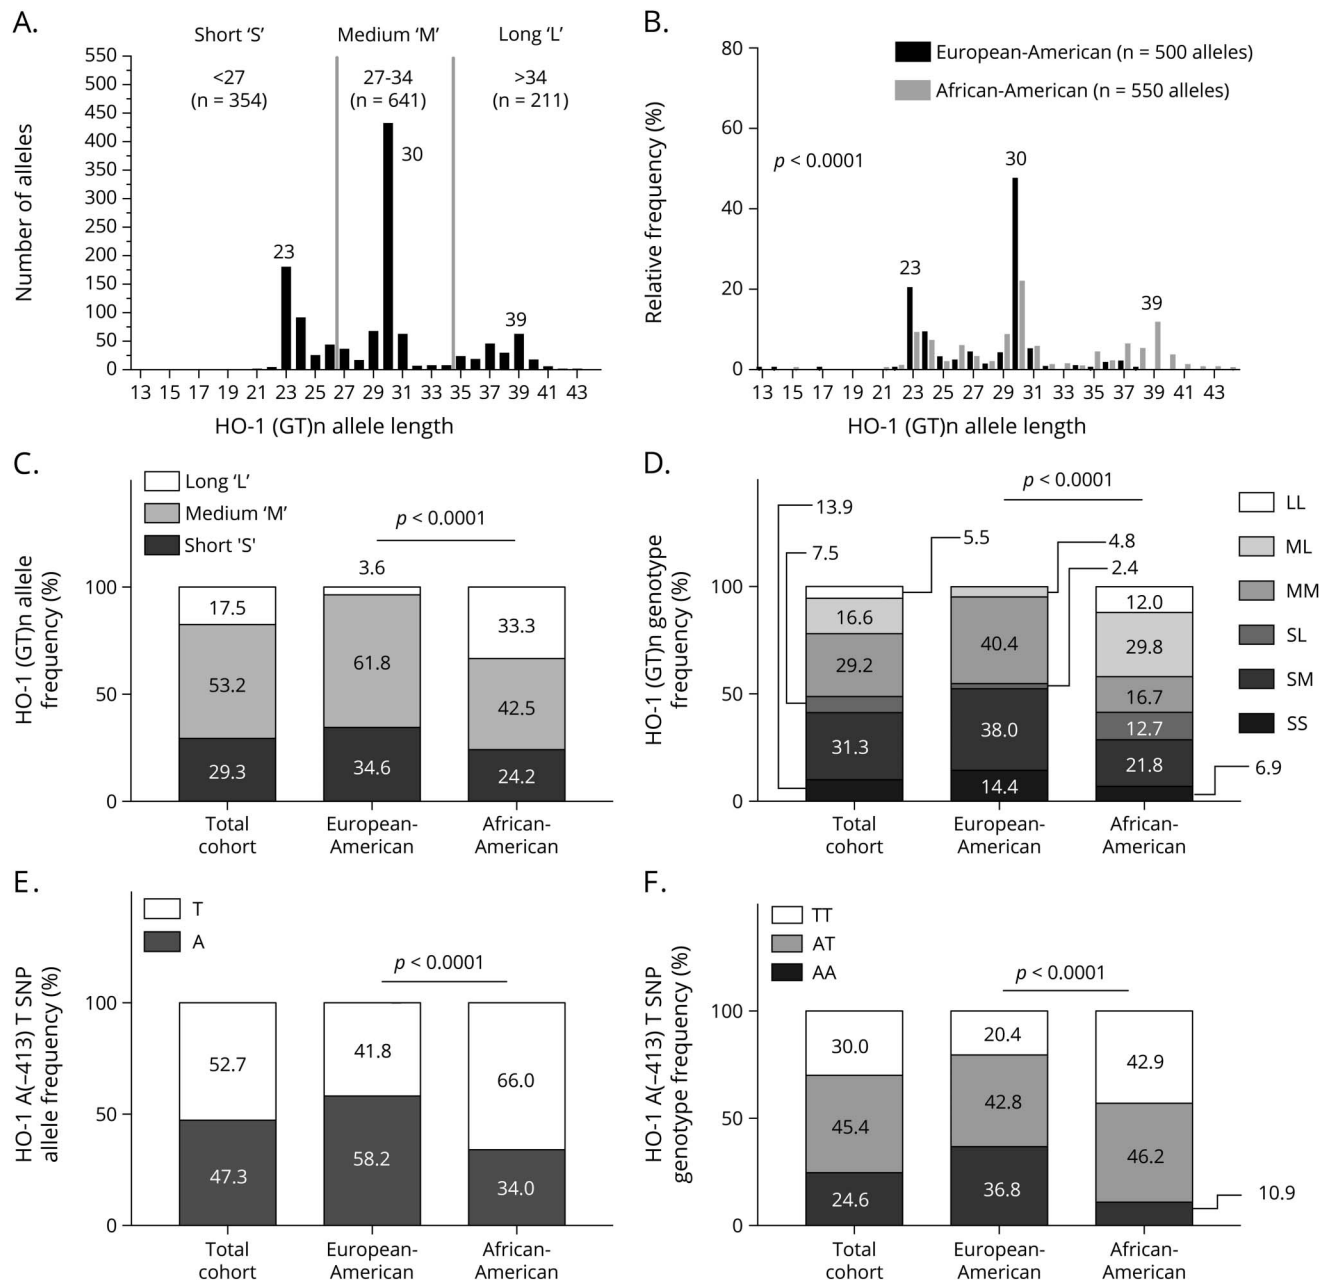 A.
Short ‘S’
Medium ‘M’
Long ‘L’
<27
(n = 354)
27-34
(n = 641)
>34
(n = 211)
Number of alleles
550
500
450
400
350
300
250
200
150
100
50
0
23
30
39
13 15 17 19 21 23 25 27 29 31 33 35 37 39 41 43
HO-1 (GT)n allele length
B.
European-American (n = 500 alleles)
African-American (n = 550 alleles)
p < 0.0001
Relative frequency (%)
80
60
40
20
0
23
30
39
13 15 17 19 21 23 25 27 29 31 33 35 37 39 41 43
HO-1 (GT)n allele length
C.
Long ‘L’
Medium ‘M’
Short 'S'
p < 0.0001
HO-1 (GT)n allele
frequency (%)
100
50
0
17.5
53.2
29.3
3.6
61.8
34.6
33.3
42.5
24.2
Total
cohort
European-
American
African-
American
D.
p < 0.0001
HO-1 (GT)n genotype
frequency (%)
100
50
0
13.9
7.5
5.5
4.8
2.4
16.6
29.2
31.3
40.4
38.0
14.4
12.0
29.8
16.7
12.7
21.8
6.9
LL
ML
MM
SL
SM
SS
Total
cohort
European-
American
African-
American
E.
T
A
p < 0.0001
HO-1 A(−413) T SNP
allele frequency (%)
100
50
0
52.7
47.3
41.8
58.2
66.0
34.0
Total
cohort
European-
American
African-
American
F.
TT
AT
AA
p < 0.0001
HO-1 A(−413) T SNP
genotype frequency (%)
100
50
0
30.0
45.4
24.6
20.4
42.8
36.8
42.9
46.2
10.9
Total
cohort
European-
American
African-
American